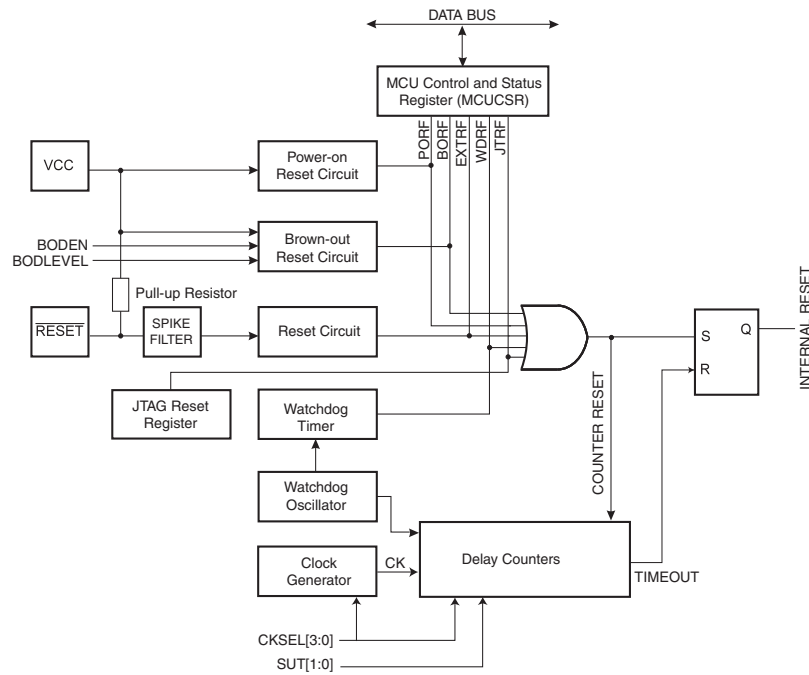 DATA BUS
MCU Control and Status
Register (MCUCSR)
PORF
BORF
EXTRF
WDRF
JTRF
VCC
Power-on
Reset Circuit
BODEN
BODLEVEL
Brown-out
Reset Circuit
Pull-up Resistor
RESET
SPIKE
FILTER
Reset Circuit
JTAG Reset
Register
Watchdog
Timer
Watchdog
Oscillator
Clock
Generator
CK
Delay Counters
CKSEL[3:0]
SUT[1:0]
COUNTER RESET
TIMEOUT
S
R
Q
INTERNAL RESET